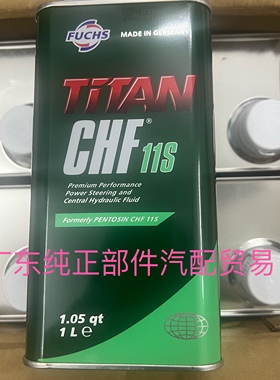 FUCHS
MADE IN GERMANY
TITAN
CHF® 11S
Premium Performance
Power Steering and
Central Hydraulic Fluid
Formerly PENTOSIN CHF 11S
广东纯正部件汽配贸易
1.05 qt
1 L ℮